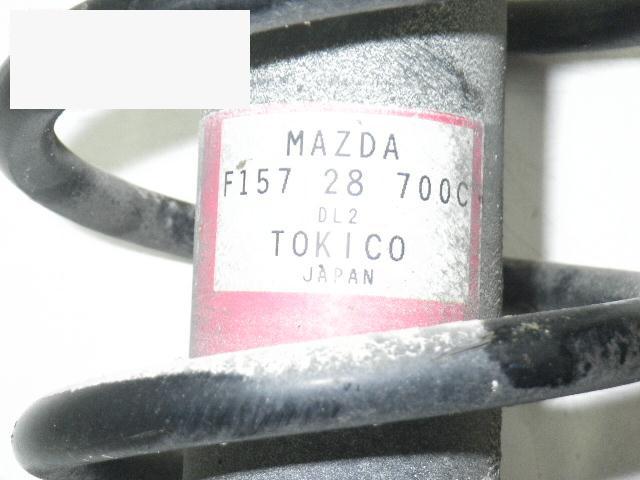 MAZDA
F157 28 700C
DL2
TOKICO
JAPAN